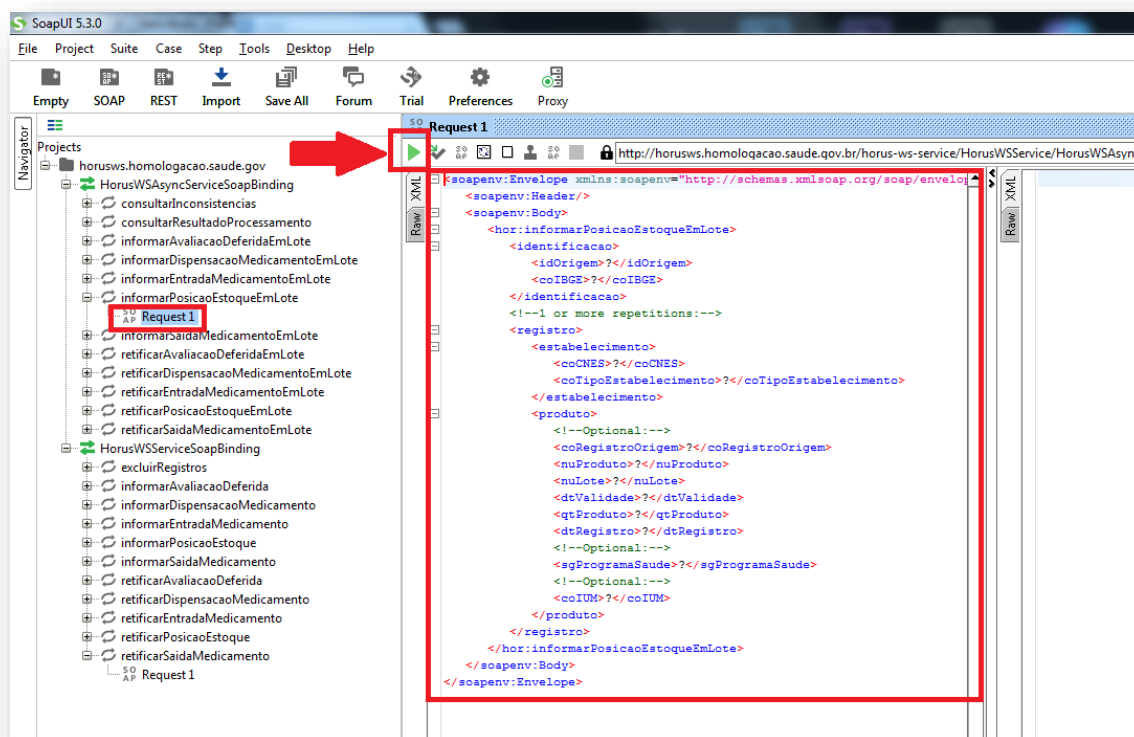 SoapUI 5.3.0
File Project Suite Case Step Tools Desktop Help
Empty SOAP REST Import Save All Forum Trial Preferences Proxy
Navigator
Projects
horusws.homologacao.saude.gov
HorusWSAsyncServiceSoapBinding
consultarInconsistencias
consultarResultadoProcessamento
informarAvaliacaoDeferidaEmLote
informarDispensacaoMedicamentoEmLote
informarEntradaMedicamentoEmLote
informarPosicaoEstoqueEmLote
SOAP Request 1
informarSaidaMedicamentoEmLote
retificarAvaliacaoDeferidaEmLote
retificarDispensacaoMedicamentoEmLote
retificarEntradaMedicamentoEmLote
retificarPosicaoEstoqueEmLote
retificarSaidaMedicamentoEmLote
HorusWSServiceSoapBinding
excluirRegistros
informarAvaliacaoDeferida
informarDispensacaoMedicamento
informarEntradaMedicamento
informarPosicaoEstoque
informarSaidaMedicamento
retificarAvaliacaoDeferida
retificarDispensacaoMedicamento
retificarEntradaMedicamento
retificarPosicaoEstoque
retificarSaidaMedicamento
SOAP Request 1
SOAP Request 1
http://horusws.homologacao.saude.gov.br/horus-ws-service/HorusWSService/HorusWSAsyn
XML
Raw
<soapenv:Envelope xmlns:soapenv="http://schemas.xmlsoap.org/soap/envelop
<soapenv:Header/>
<soapenv:Body>
<hor:informarPosicaoEstoqueEmLote>
<identificacao>
<idOrigem>?</idOrigem>
<coIBGE>?</coIBGE>
</identificacao>
<!--1 or more repetitions:-->
<registro>
<estabelecimento>
<coCNES>?</coCNES>
<coTipoEstabelecimento>?</coTipoEstabelecimento>
</estabelecimento>
<produto>
<!--Optional:-->
<coRegistroOrigem>?</coRegistroOrigem>
<nuProduto>?</nuProduto>
<nuLote>?</nuLote>
<dtValidade>?</dtValidade>
<qtProduto>?</qtProduto>
<dtRegistro>?</dtRegistro>
<!--Optional:-->
<sgProgramaSaude>?</sgProgramaSaude>
<!--Optional:-->
<coIUM>?</coIUM>
</produto>
</registro>
</hor:informarPosicaoEstoqueEmLote>
</soapenv:Body>
</soapenv:Envelope>
XML
Raw